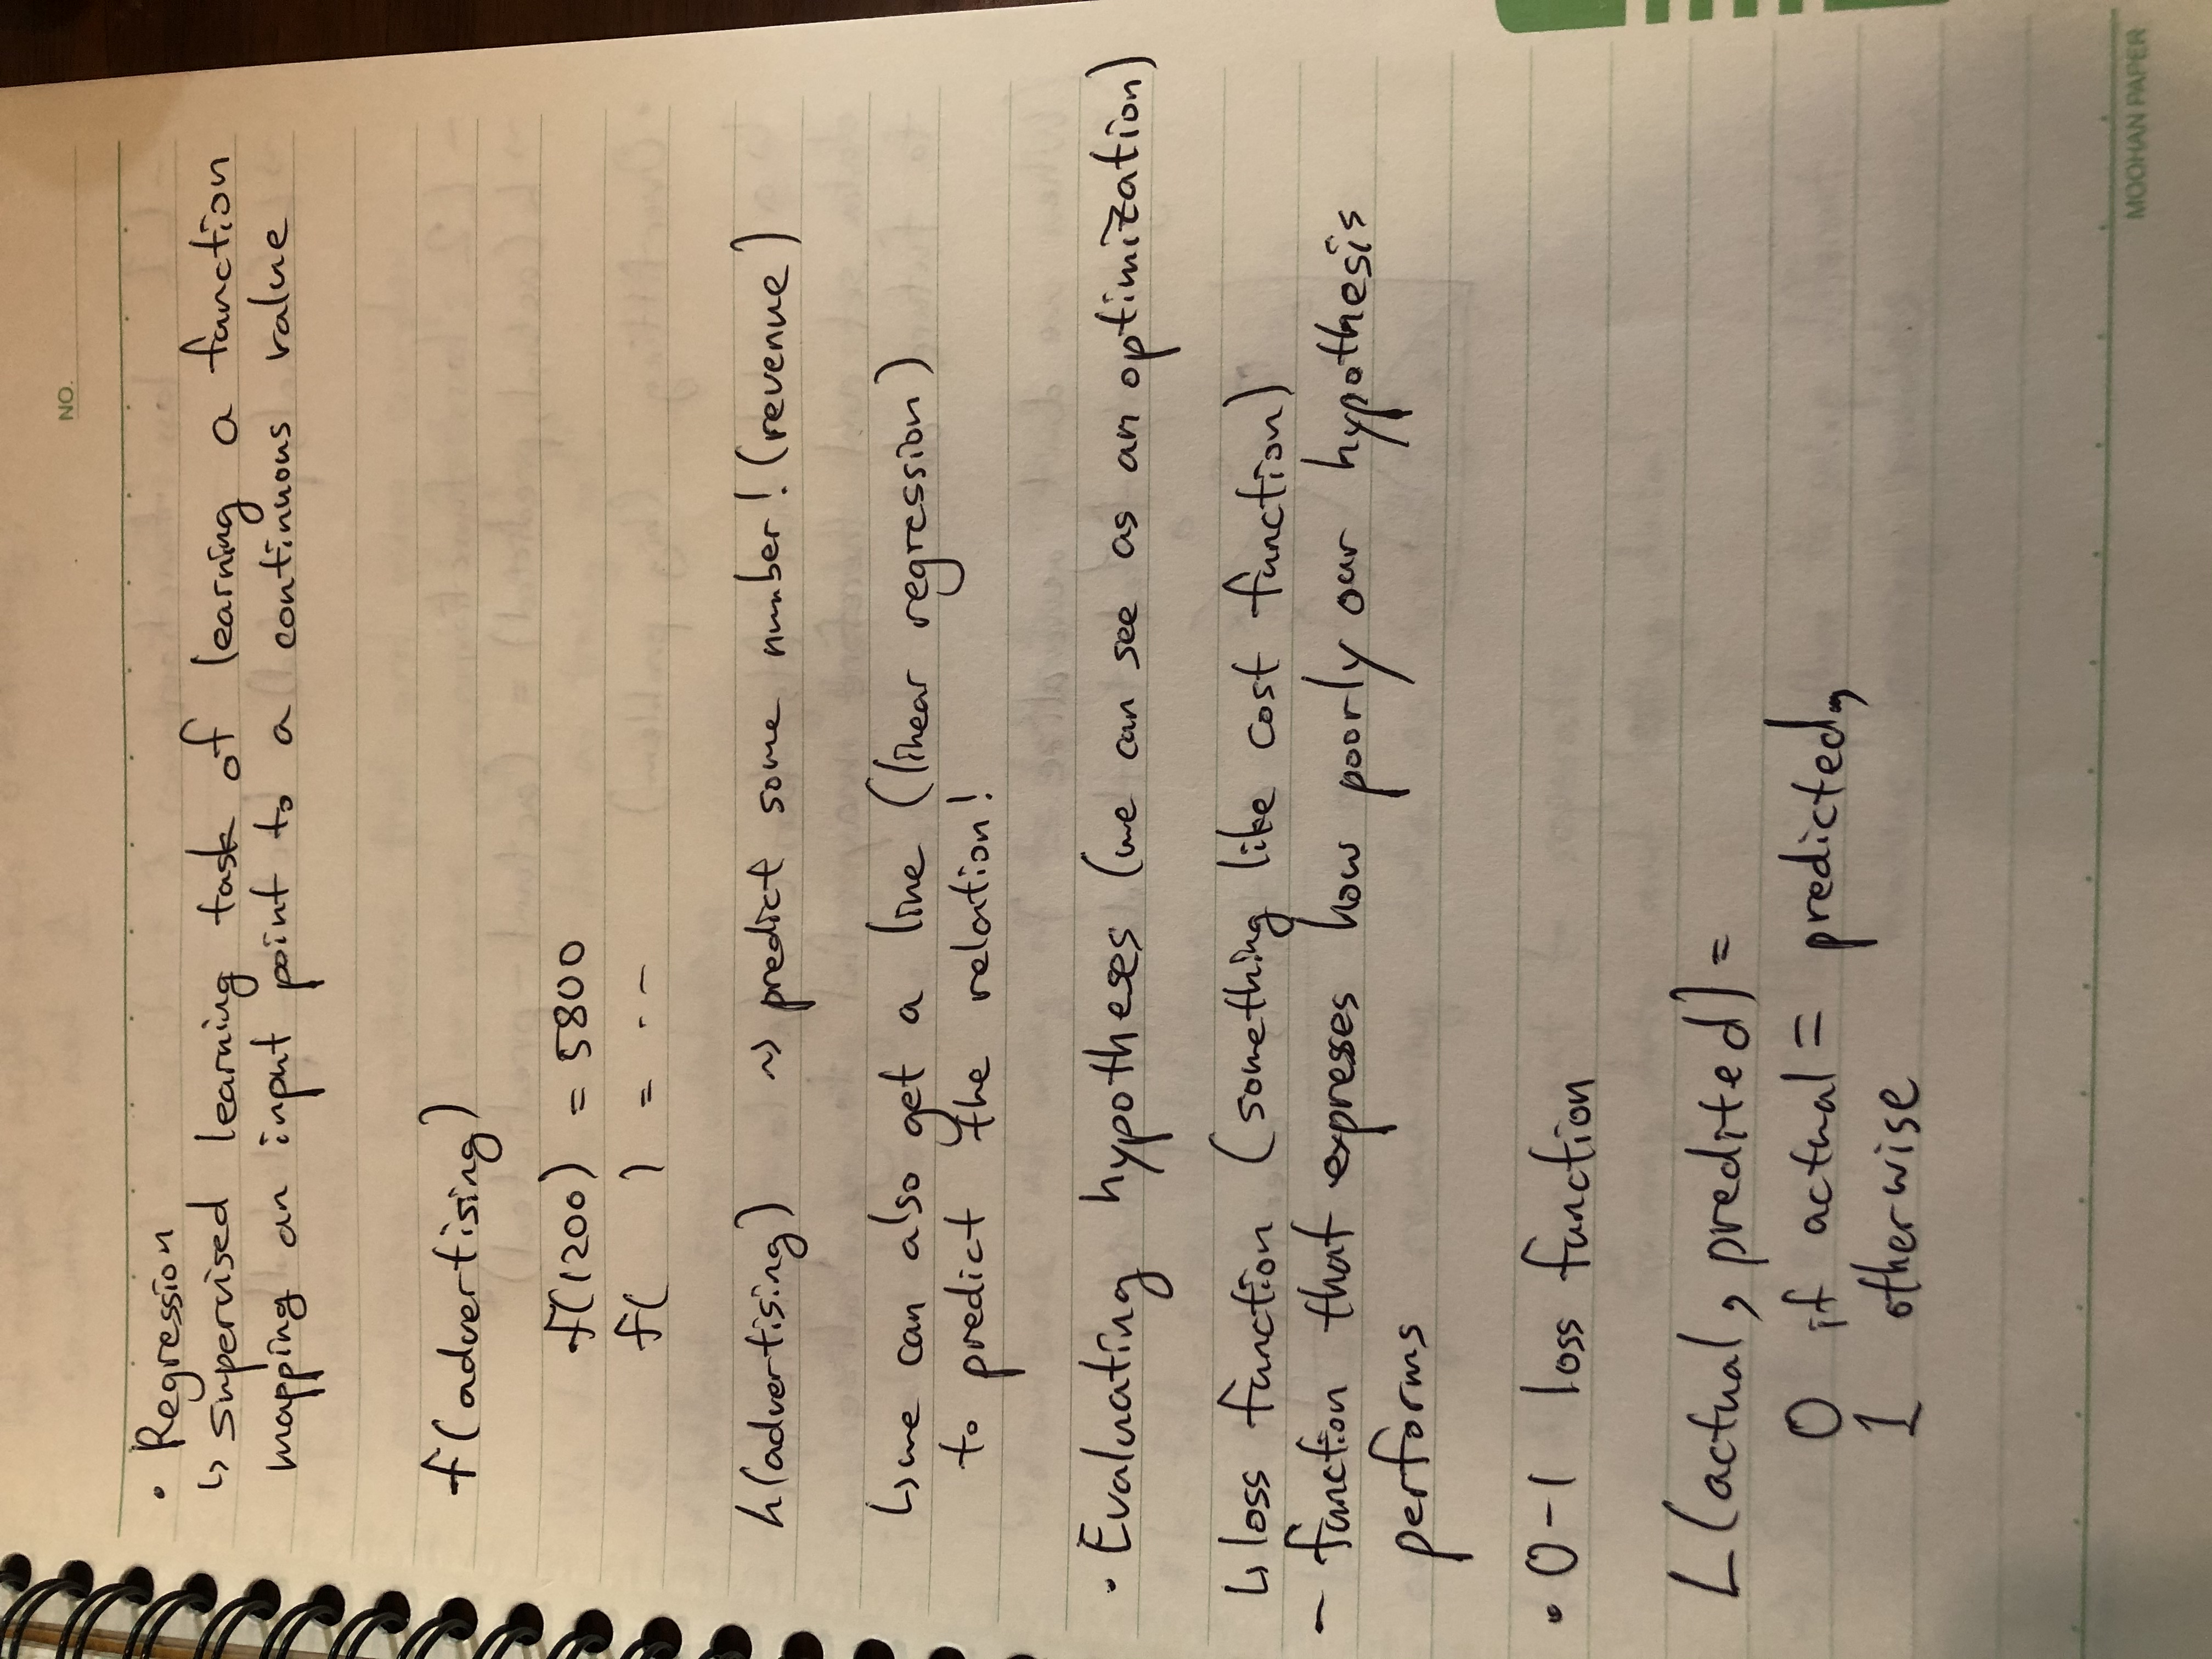 NO.
• Regression
↳ supervised learning task of learning a function
mapping an input point to a continuous value
f(advertising)
f(1200) = 5800
f( ) = · · –
h(advertising) ~> predict some number! (revenue)
↳ we can also get a line (linear regression)
to predict the relation!
• Evaluating hypotheses (we can see as an optimization)
↳ loss function (something like cost function)
– function that expresses how poorly our hypothesis
performs
• 0-1 loss function
L(actual, predited) =
0 if actual = predicted,
1 otherwise
MOOHAN PAPER